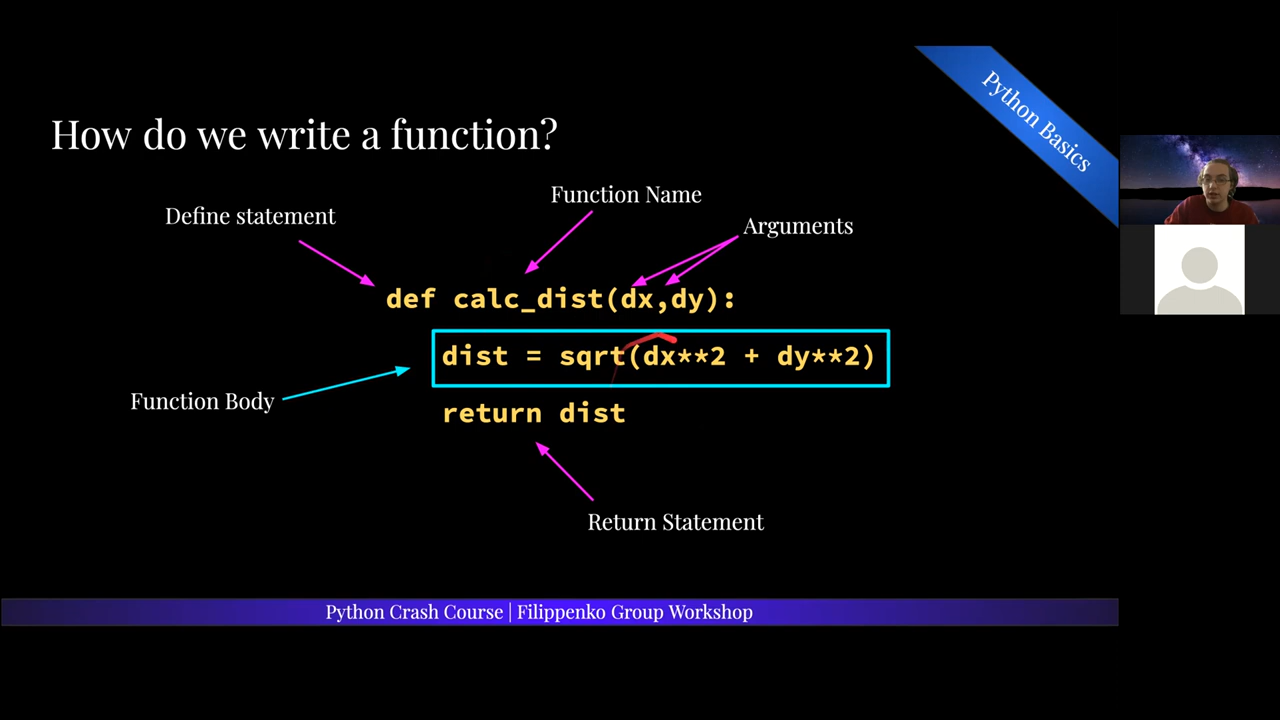 Python Basics
How do we write a function?
Function Name
Define statement
Arguments
def calc_dist(dx,dy):
dist = sqrt(dx**2 + dy**2)
Function Body
return dist
Return Statement
Python Crash Course | Filippenko Group Workshop